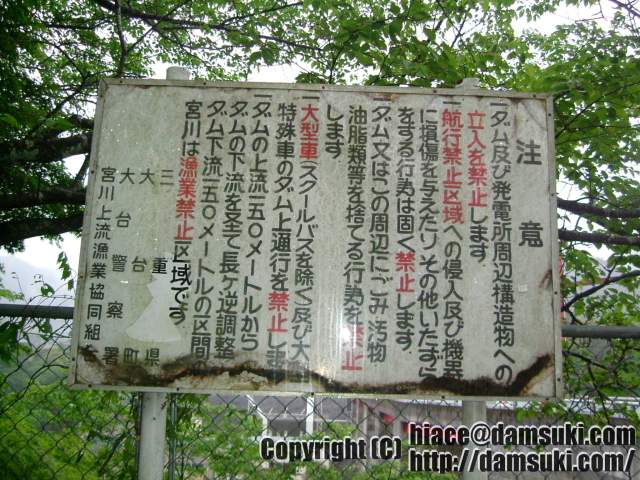 注意
一ダム及び発電所周辺構造物への
立入を禁止します
一航行禁止区域への侵入及び機器
に損傷を与えたりその他いたずら
をする行為は固く禁止します
一ダム又はこの周辺にごみ汚物
油脂類等を捨てる行為を禁止
します
一大型車(スクールバスを除く)及び大
特殊車のダム上通行を禁止しま
一ダムの上流一五〇メートルから
ダムの下流を全て長ヶ逆調整
ダム下流一五〇メートルの区間の
宮川は漁業禁止区域です
三重県
大台町
大台警察署
宮川上流漁業協同組
Copyright (C) hiace@damsuki.com
http://damsuki.com/